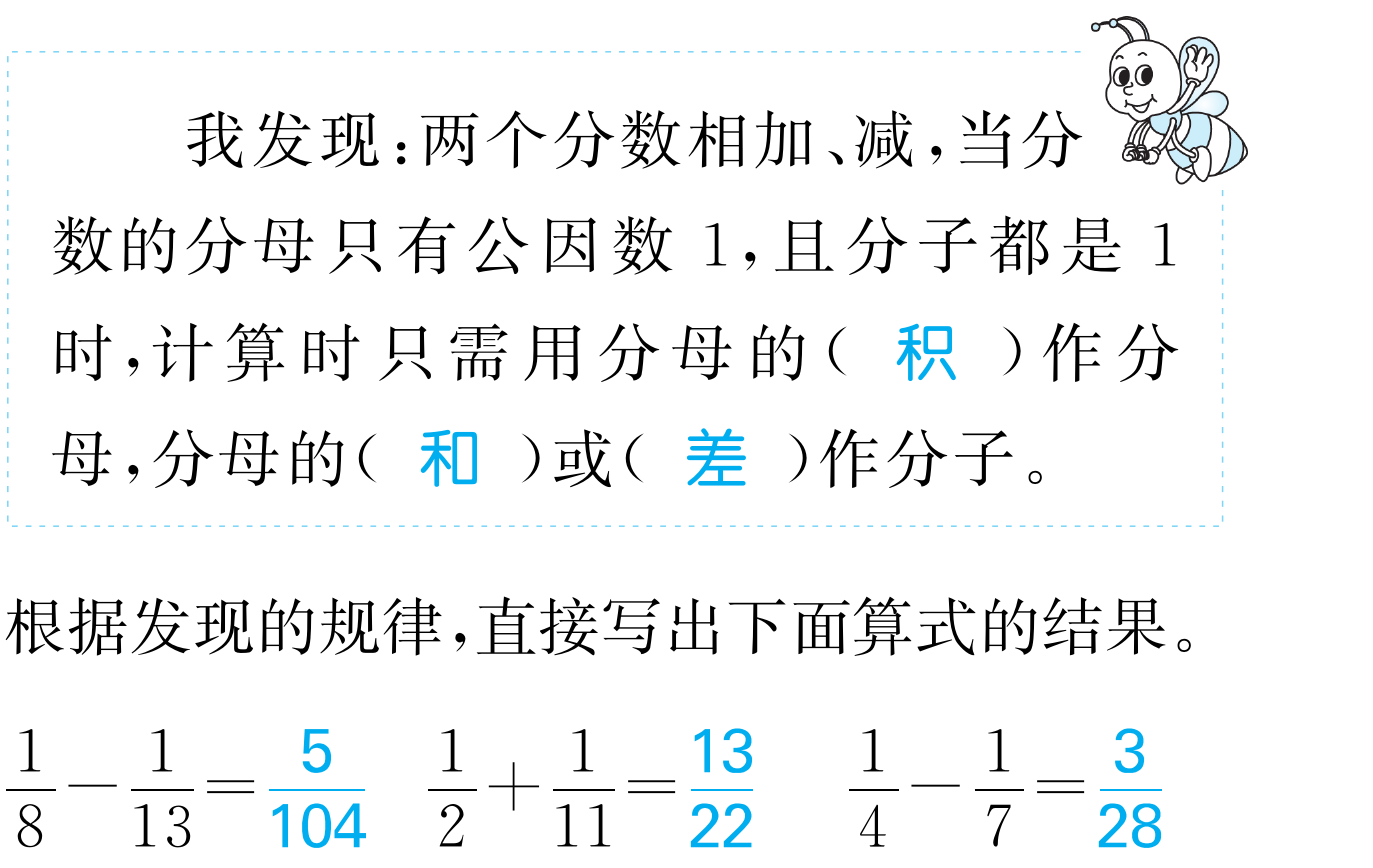 我发现:两个分数相加、减,当分
数的分母只有公因数 1,且分子都是 1
时,计算时只需用分母的( 积 )作分
母,分母的( 和 )或( 差 )作分子。
根据发现的规律,直接写出下面算式的结果。
1/8 − 1/13 = 5/104 1/2 + 1/11 = 13/22 1/4 − 1/7 = 3/28